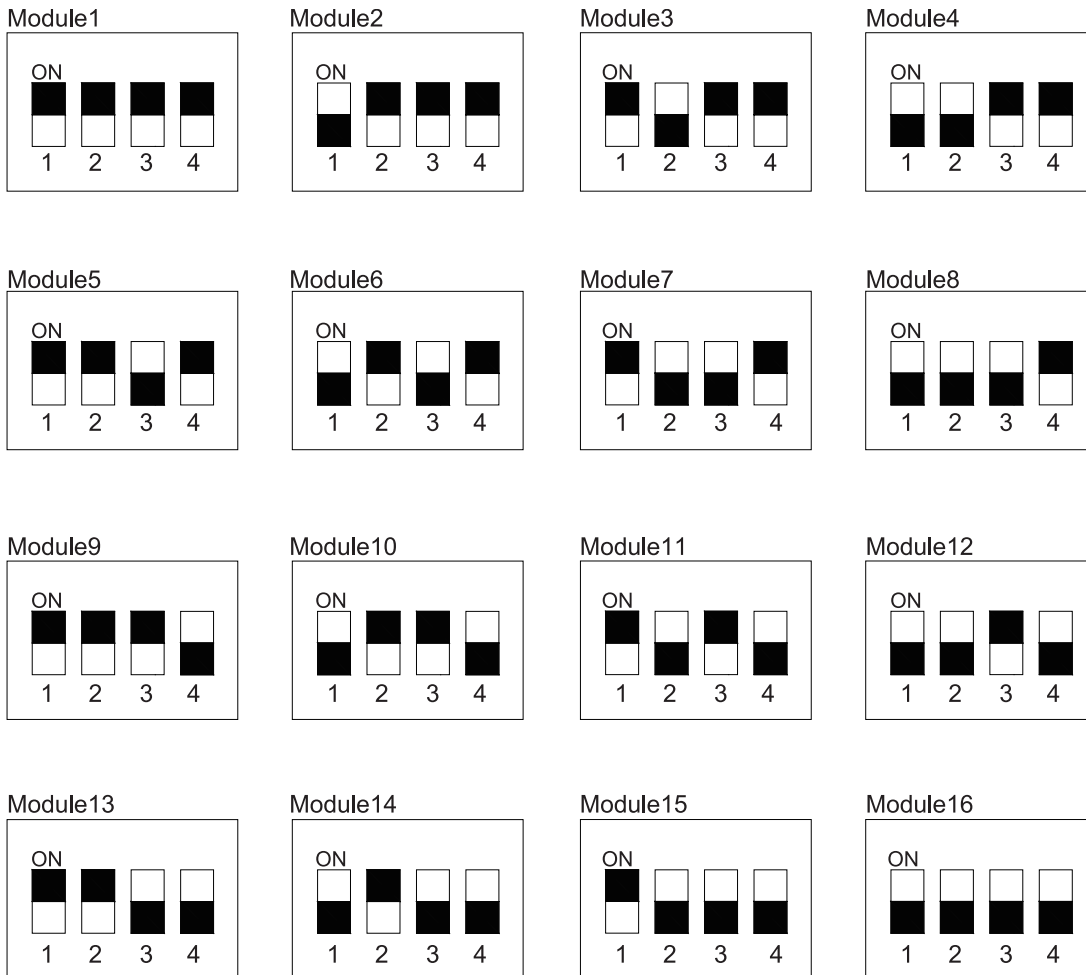 Module1 Module2 Module3 Module4
ON ON ON ON
1 2 3 4 1 2 3 4 1 2 3 4 1 2 3 4
Module5 Module6 Module7 Module8
ON ON ON ON
1 2 3 4 1 2 3 4 1 2 3 4 1 2 3 4
Module9 Module10 Module11 Module12
ON ON ON ON
1 2 3 4 1 2 3 4 1 2 3 4 1 2 3 4
Module13 Module14 Module15 Module16
ON ON ON ON
1 2 3 4 1 2 3 4 1 2 3 4 1 2 3 4